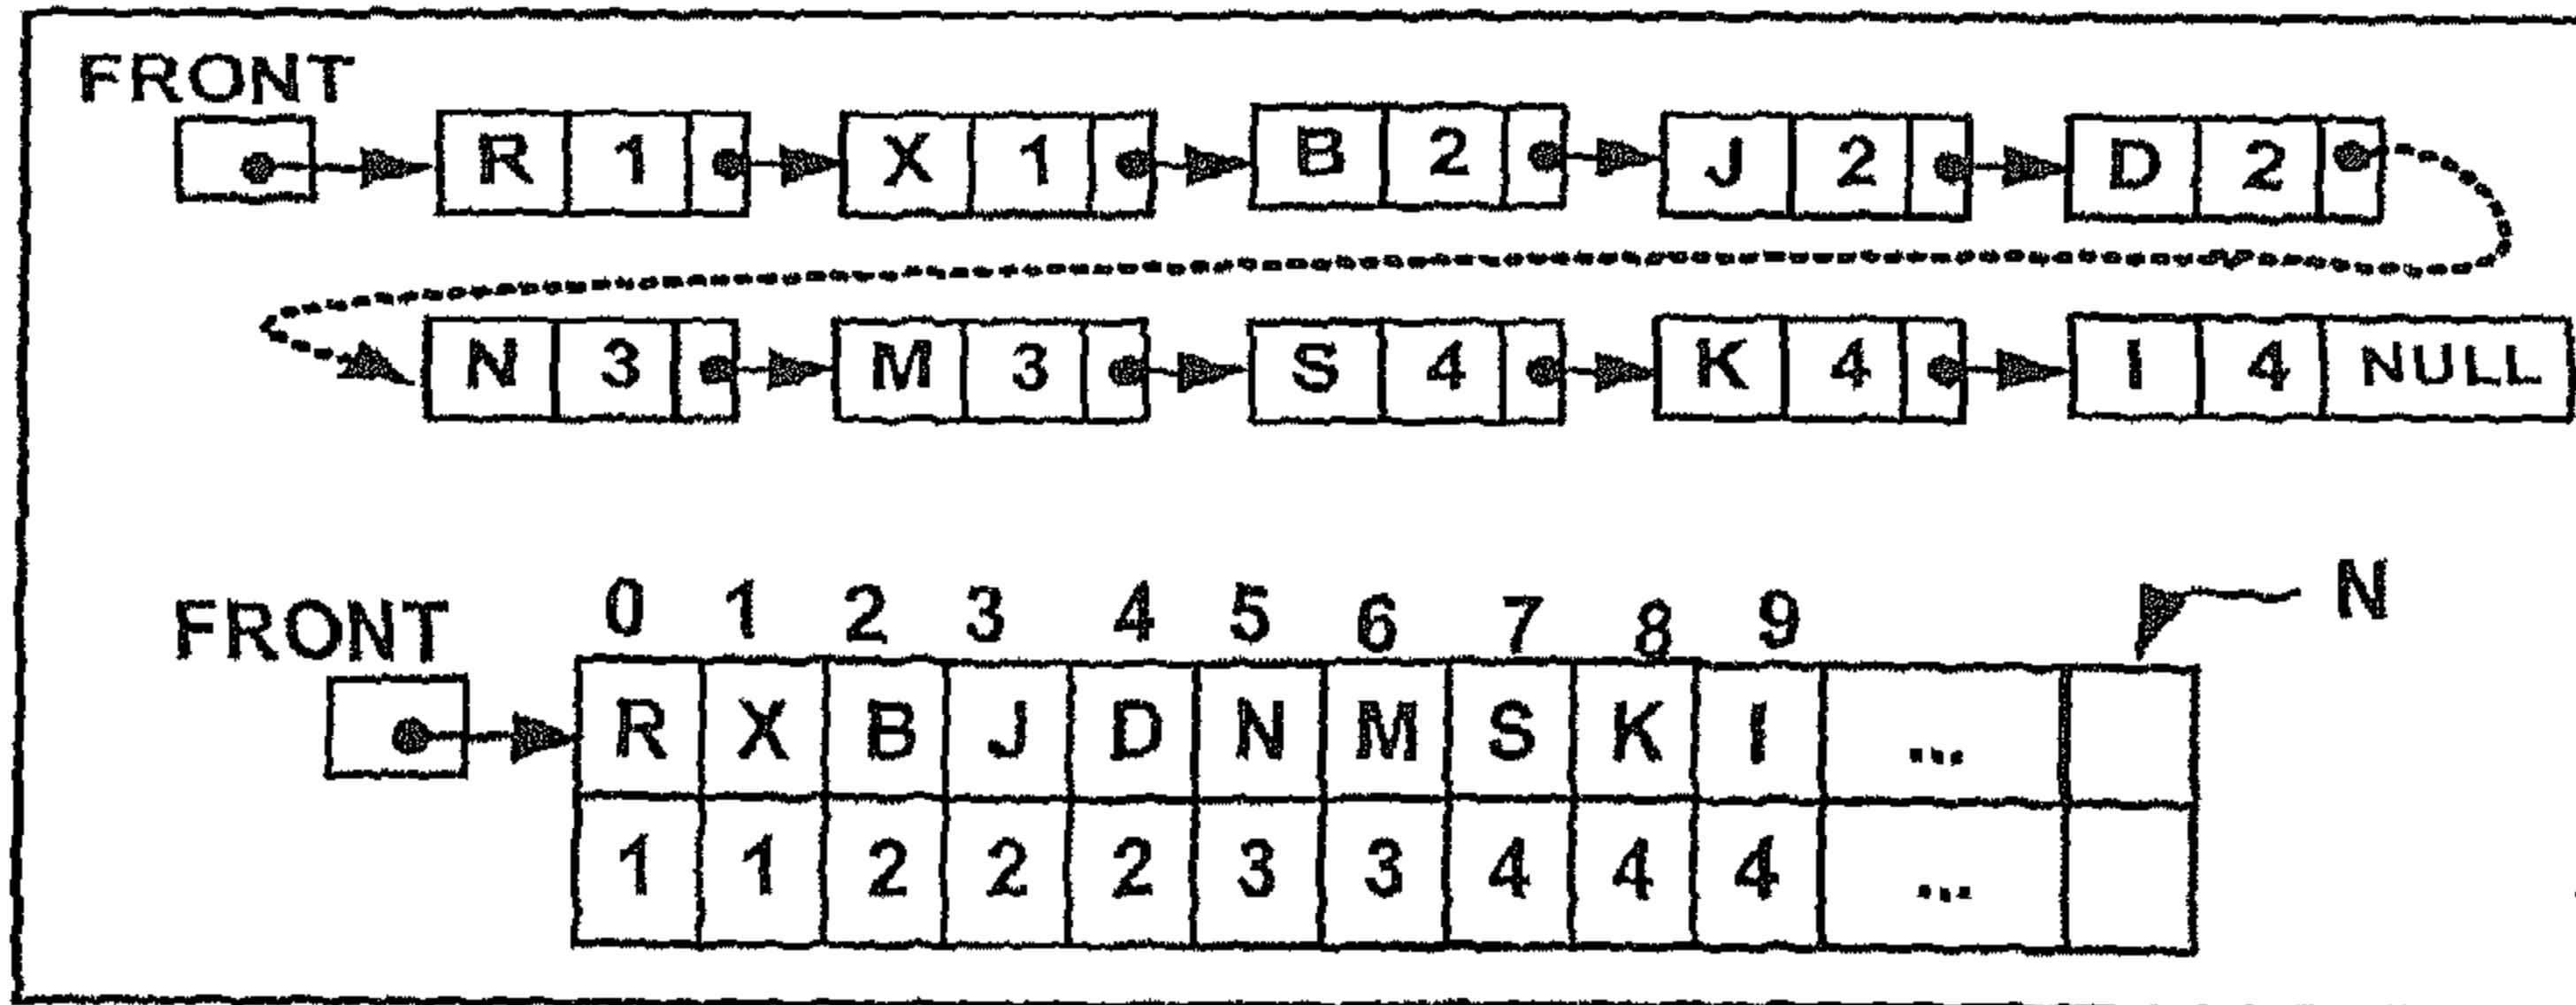 FRONT
R 1 X 1 B 2 J 2 D 2
N 3 M 3 S 4 K 4 I 4 NULL
0 1 2 3 4 5 6 7 8 9 N
FRONT
R X B J D N M S K I ...
1 1 2 2 2 3 3 4 4 4 ...